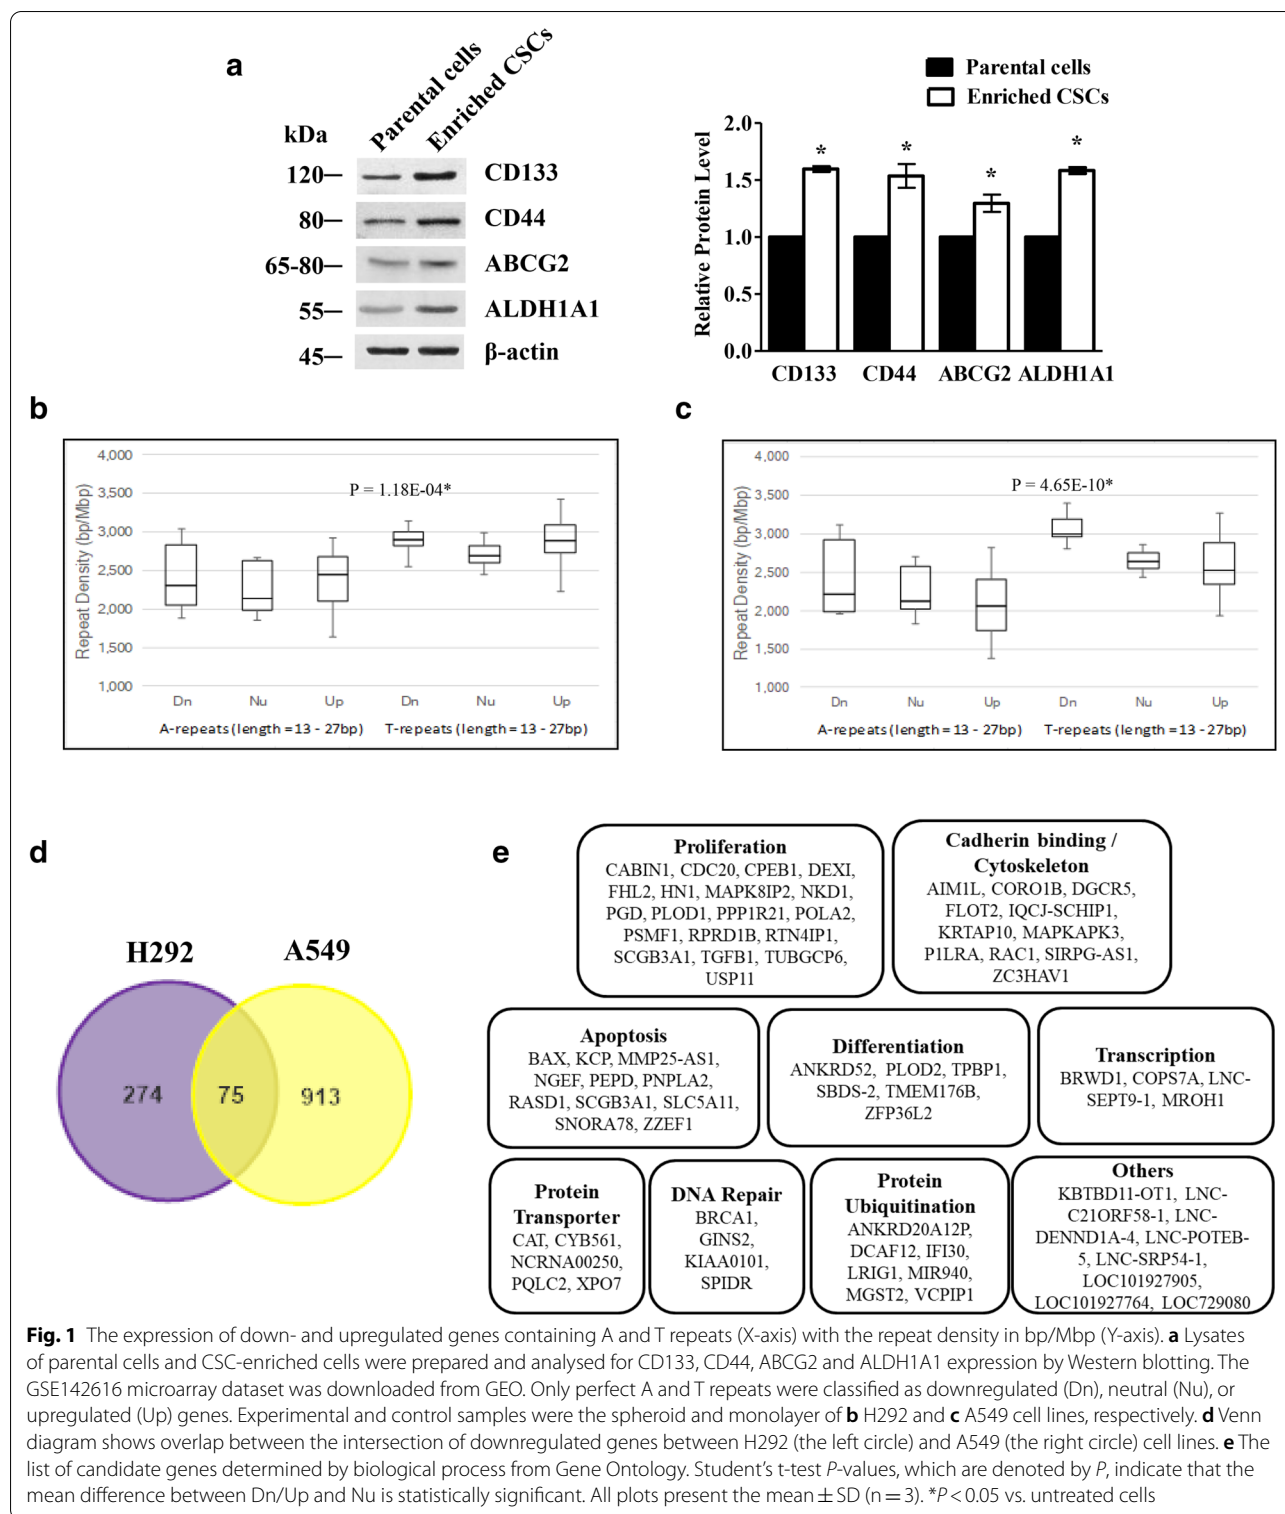 a
Parental cells
Enriched CSCs
kDa
120
CD133
80
CD44
65-80
ABCG2
55
ALDH1A1
45
β-actin
Parental cells
Enriched CSCs
Relative Protein Level
2.0
1.5
1.0
0.5
0.0
*
*
*
*
CD133 CD44 ABCG2 ALDH1A1
b
Repeat Density (bp/Mbp)
4,000
3,500
3,000
2,500
2,000
1,500
1,000
P = 1.18E-04*
Dn Nu Up Dn Nu Up
A-repeats (length =13 - 27bp) T-repeats (length =13 - 27bp)
c
Repeat Density (bp/Mbp)
4,000
3,500
3,000
2,500
2,000
1,500
1,000
P = 4.65E-10*
Dn Nu Up Dn Nu Up
A-repeats (length =13 - 27bp) T-repeats (length =13 - 27bp)
d
H292
A549
274
75
913
e
Proliferation
CABIN1, CDC20, CPEB1, DEXI,
FHL2, HN1, MAPK8IP2, NKD1,
PGD, PLOD1, PPP1R21, POLA2,
PSMF1, RPRD1B, RTN4IP1,
SCGB3A1, TGFB1, TUBGCP6,
USP11
Cadherin binding /
Cytoskeleton
AIM1L, CORO1B, DGCR5,
FLOT2, IQCJ-SCHIP1,
KRTAP10, MAPKAPK3,
P1LRA, RAC1, SIRPG-AS1,
ZC3HAV1
Apoptosis
BAX, KCP, MMP25-AS1,
NGEF, PEPD, PNPLA2,
RASD1, SCGB3A1, SLC5A11,
SNORA78, ZZEF1
Differentiation
ANKRD52, PLOD2, TPBP1,
SBDS-2, TMEM176B,
ZFP36L2
Transcription
BRWD1, COPS7A, LNC-
SEPT9-1, MROH1
Protein
Transporter
CAT, CYB561,
NCRNA00250,
PQLC2, XPO7
DNA Repair
BRCA1,
GINS2,
KIAA0101,
SPIDR
Protein
Ubiquitination
ANKRD20A12P,
DCAF12, IFI30,
LRIG1, MIR940,
MGST2, VCPIP1
Others
KBTBD11-OT1, LNC-
C21ORF58-1, LNC-
DENND1A-4, LNC-POTEB-
5, LNC-SRP54-1,
LOC101927905,
LOC101927764, LOC729080
Fig. 1 The expression of down- and upregulated genes containing A and T repeats (X-axis) with the repeat density in bp/Mbp (Y-axis). a Lysates
of parental cells and CSC-enriched cells were prepared and analysed for CD133, CD44, ABCG2 and ALDH1A1 expression by Western blotting. The
GSE142616 microarray dataset was downloaded from GEO. Only perfect A and T repeats were classified as downregulated (Dn), neutral (Nu), or
upregulated (Up) genes. Experimental and control samples were the spheroid and monolayer of b H292 and c A549 cell lines, respectively. d Venn
diagram shows overlap between the intersection of downregulated genes between H292 (the left circle) and A549 (the right circle) cell lines. e The
list of candidate genes determined by biological process from Gene Ontology. Student's t-test P-values, which are denoted by P, indicate that the
mean difference between Dn/Up and Nu is statistically significant. All plots present the mean ± SD (n = 3). *P < 0.05 vs. untreated cells